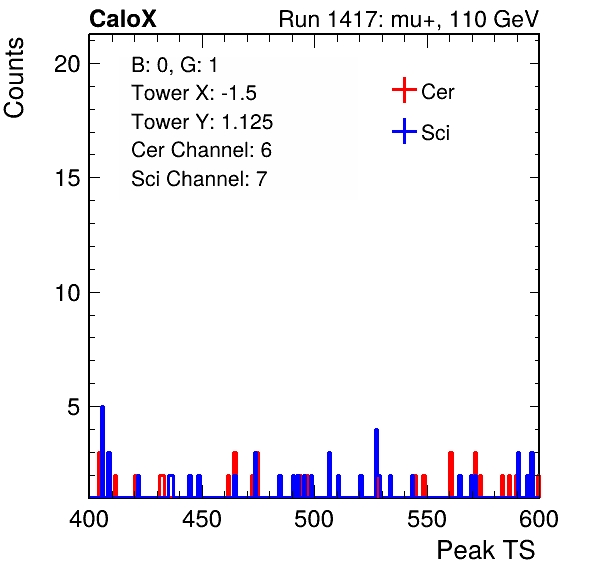 CaloX Run 1417: mu+, 110 GeV
Counts
B: 0, G: 1
Tower X: -1.5
Tower Y: 1.125
Cer Channel: 6
Sci Channel: 7
Cer
Sci
20
15
10
5
400 450 500 550 600
Peak TS